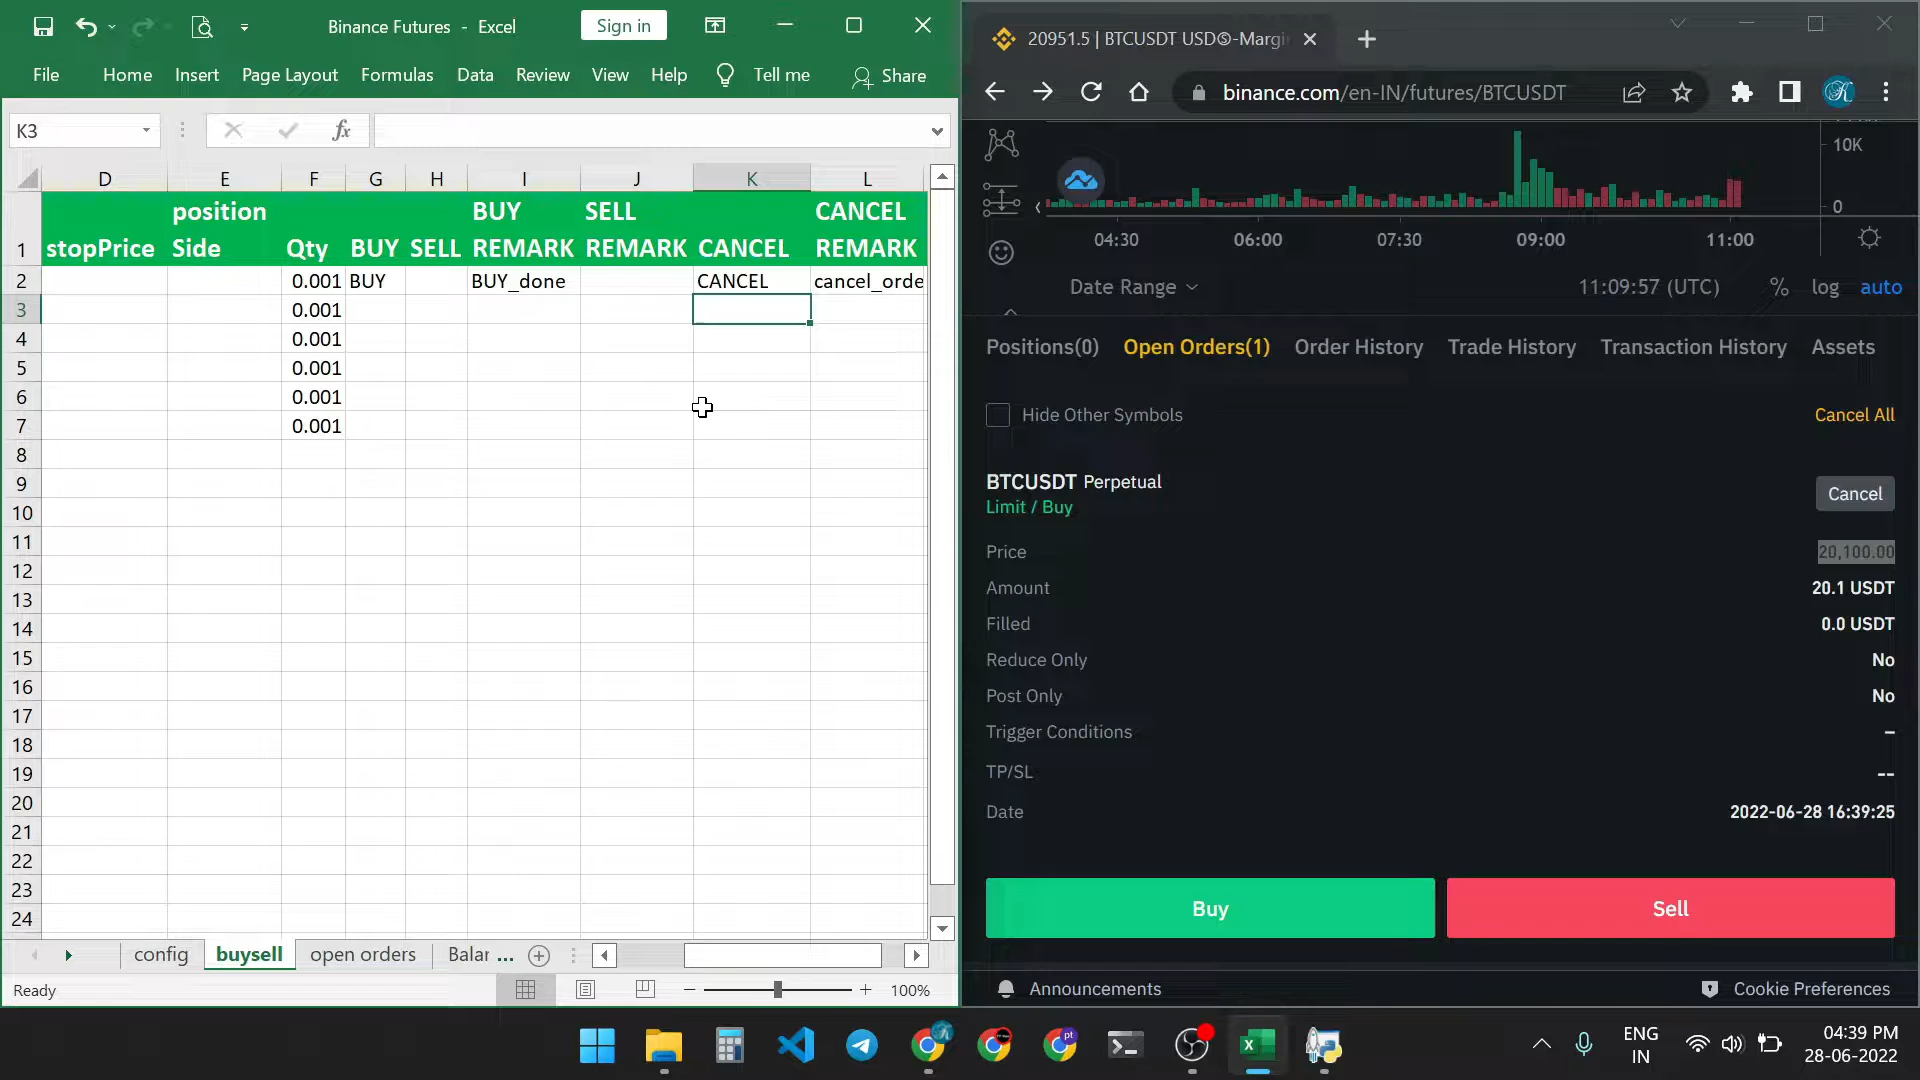 Binance Futures - Excel
Sign in
File Home Insert Page Layout Formulas Data Review View Help Tell me Share
K3
fx
D E F G H I J K L
position BUY SELL CANCEL
1 stopPrice Side Qty BUY SELL REMARK REMARK CANCEL REMARK
2 0.001 BUY BUY_done CANCEL cancel_orde
3 0.001
4 0.001
5 0.001
6 0.001
7 0.001
8
9
10
11
12
13
14
15
16
17
18
19
20
21
22
23
24
config buysell open orders Balar ...
Ready
100%
20951.5 | BTCUSDT USDⓈ-Margi
binance.com/en-IN/futures/BTCUSDT
10K
0
04:30 06:00 07:30 09:00 11:00
Date Range 11:09:57 (UTC) % log auto
Positions(0) Open Orders(1) Order History Trade History Transaction History Assets
Hide Other Symbols Cancel All
BTCUSDT Perpetual
Limit / Buy
Cancel
Price 20,100.00
Amount 20.1 USDT
Filled 0.0 USDT
Reduce Only No
Post Only No
Trigger Conditions –
TP/SL --
Date 2022-06-28 16:39:25
Buy Sell
Announcements Cookie Preferences
pt
ENG
IN
04:39 PM
28-06-2022